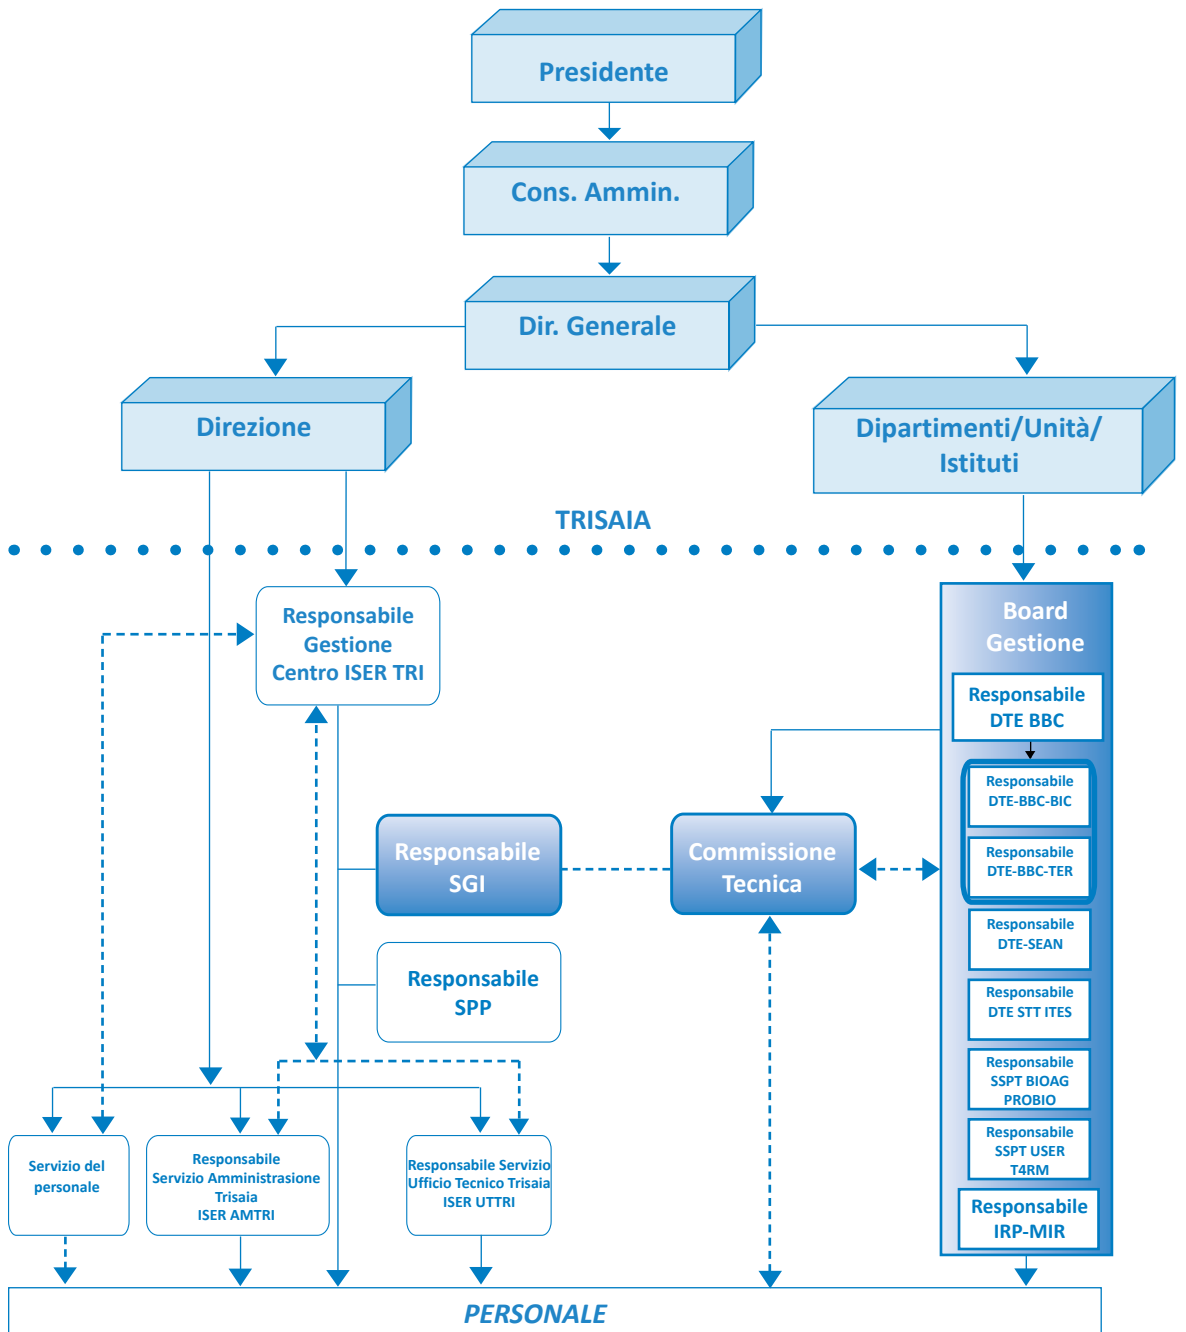 Presidente
Cons. Ammin.
Dir. Generale
Direzione
Dipartimenti/Unità/
Istituti
TRISAIA
Responsabile
Gestione
Centro ISER TRI
Board
Gestione
Responsabile
DTE BBC
Responsabile
DTE-BBC-BIC
Responsabile
DTE-BBC-TER
Responsabile
DTE-SEAN
Responsabile
DTE STT ITES
Responsabile
SSPT BIOAG
PROBIO
Responsabile
SSPT USER
T4RM
Responsabile
IRP-MIR
Responsabile
SGI
Commissione
Tecnica
Responsabile
SPP
Servizio del
personale
Responsabile
Servizio Amministrazione
Trisaia
ISER AMTRI
Responsabile Servizio
Ufficio Tecnico Trisaia
ISER UTTRI
PERSONALE